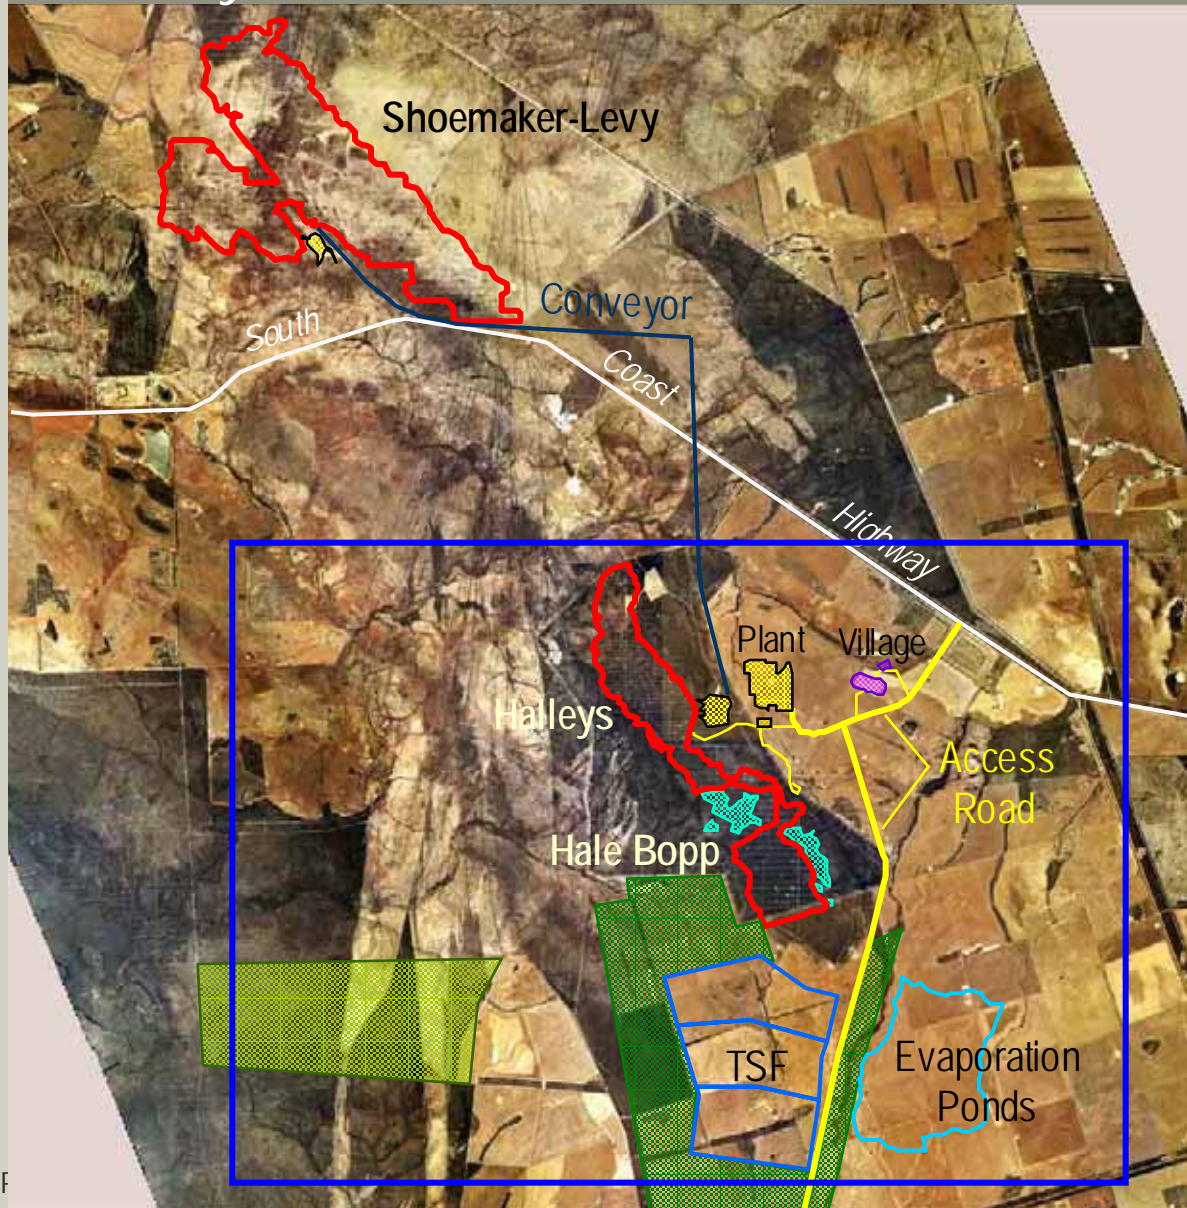 Shoemaker-Levy
Conveyor
South
Coast
Highway
Plant
Village
Halleys
Access
Road
Hale Bopp
TSF
Evaporation
Ponds